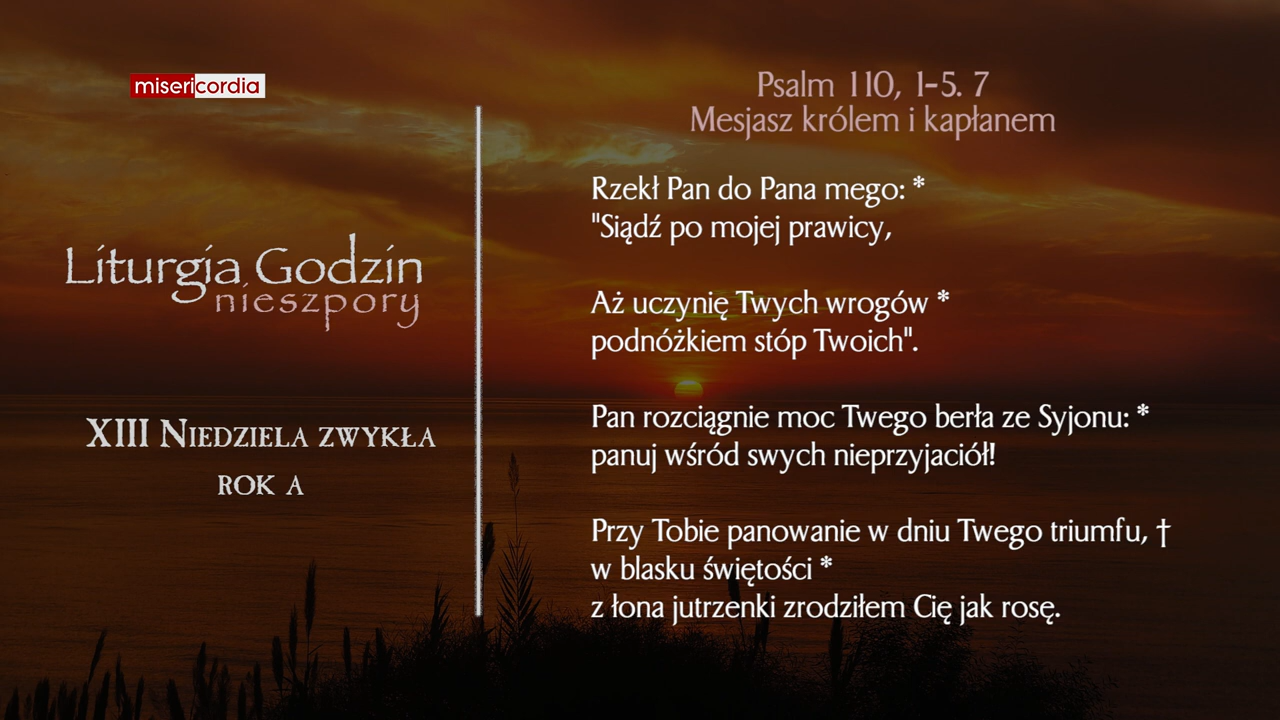 misericordia
Liturgia Godzin
nieszpory
XIII Niedziela zwykła
rok A
Psalm 110, 1-5. 7
Mesjasz królem i kapłanem
Rzekł Pan do Pana mego: *
"Siądź po mojej prawicy,
Aż uczynię Twych wrogów *
podnóżkiem stóp Twoich".
Pan rozciągnie moc Twego berła ze Syjonu: *
panuj wśród swych nieprzyjaciół!
Przy Tobie panowanie w dniu Twego triumfu, †
w blasku świętości *
z łona jutrzenki zrodziłem Cię jak rosę.